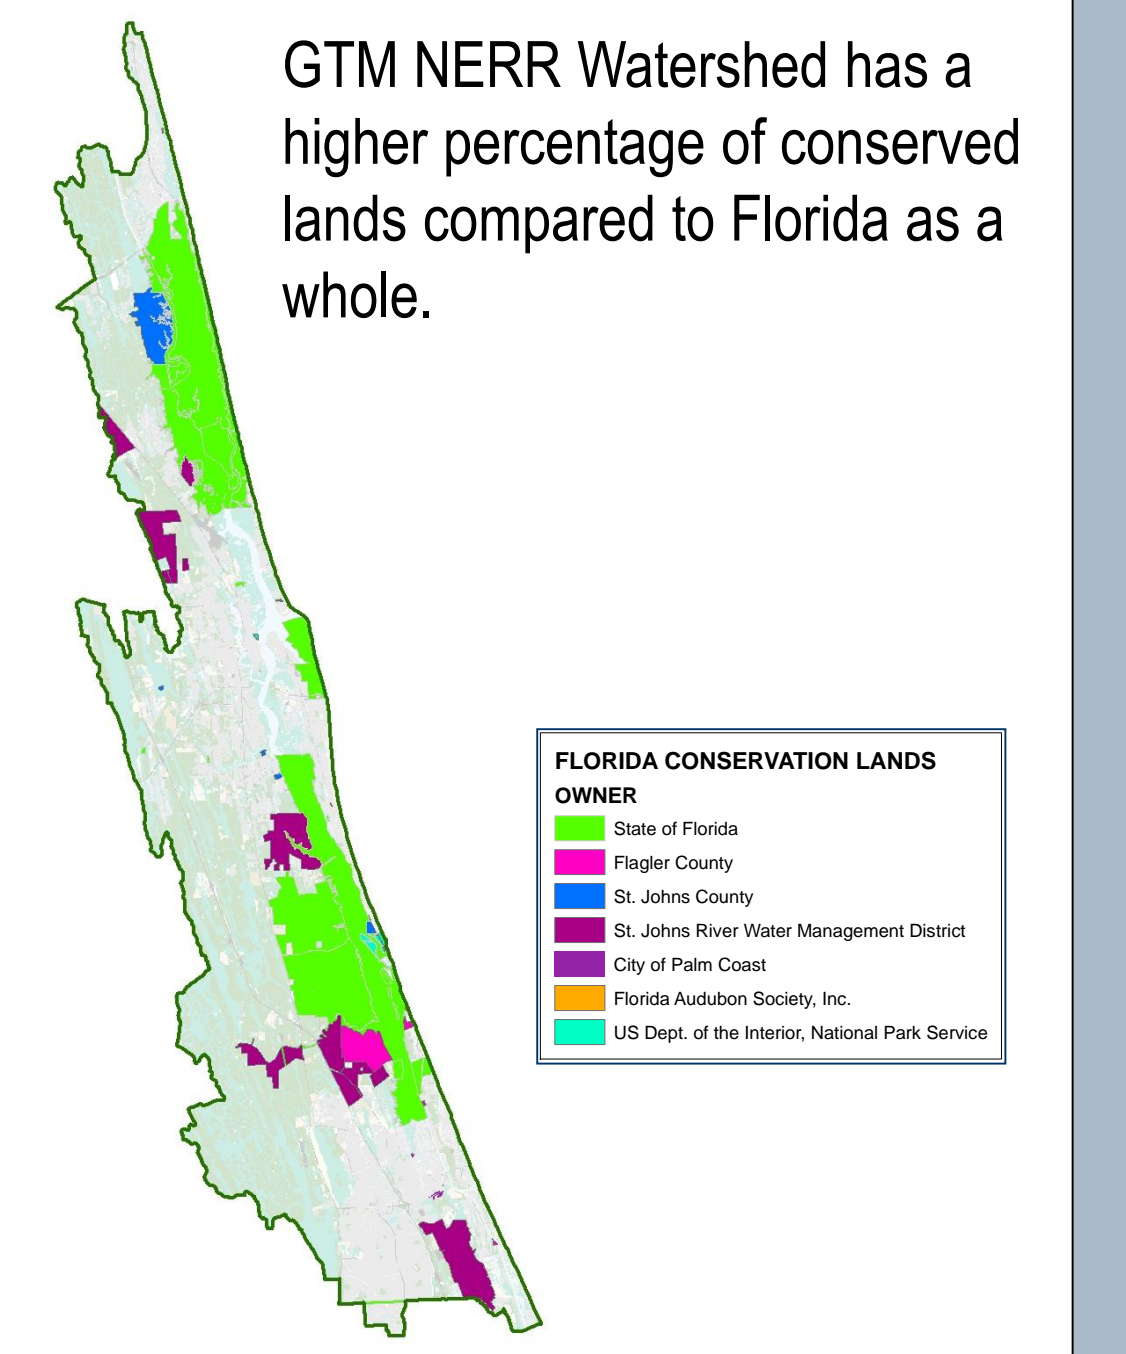 GTM NERR Watershed has a
higher percentage of conserved
lands compared to Florida as a
whole.
FLORIDA CONSERVATION LANDS
OWNER
State of Florida
Flagler County
St. Johns County
St. Johns River Water Management District
City of Palm Coast
Florida Audubon Society, Inc.
US Dept. of the Interior, National Park Service